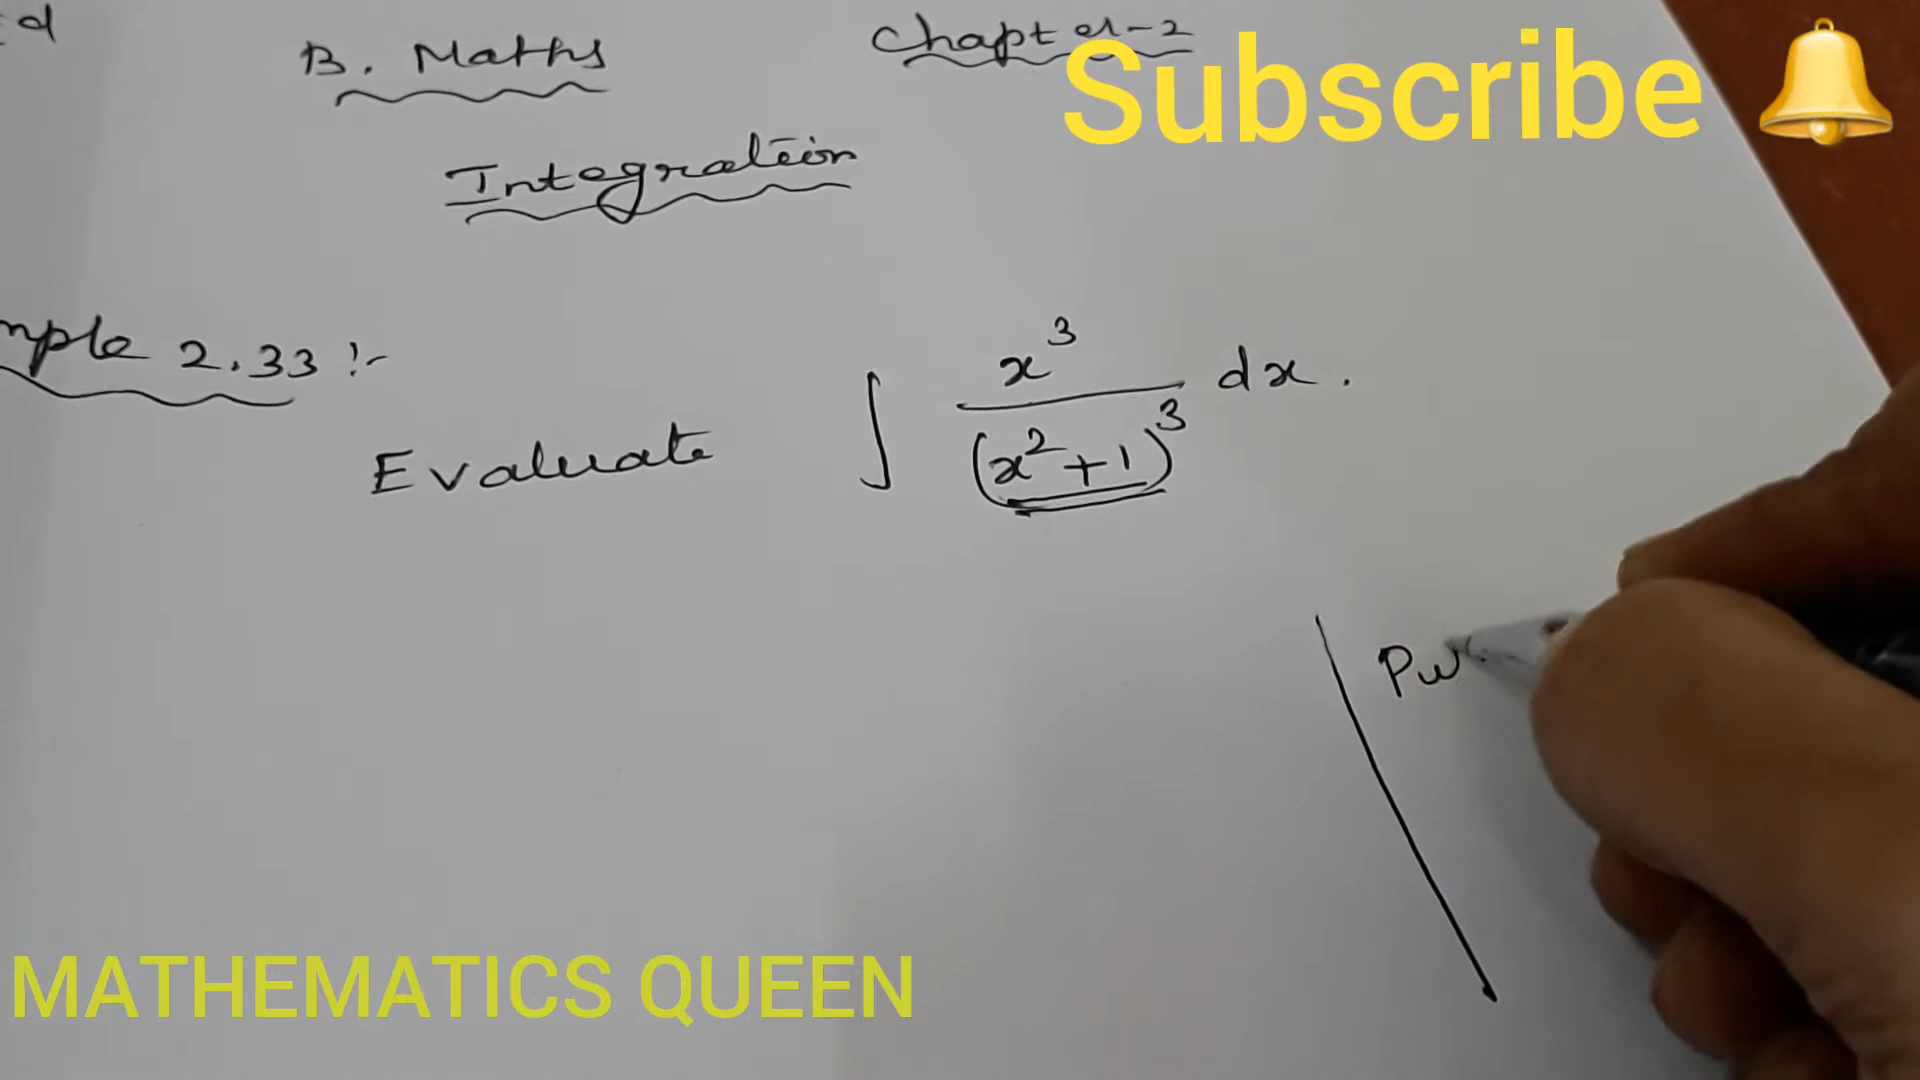 B. Maths Chapter-2
Subscribe
Integration
mple 2.33 :-
Evaluate ∫ x³/(x²+1)³ dx.
Pu
MATHEMATICS QUEEN